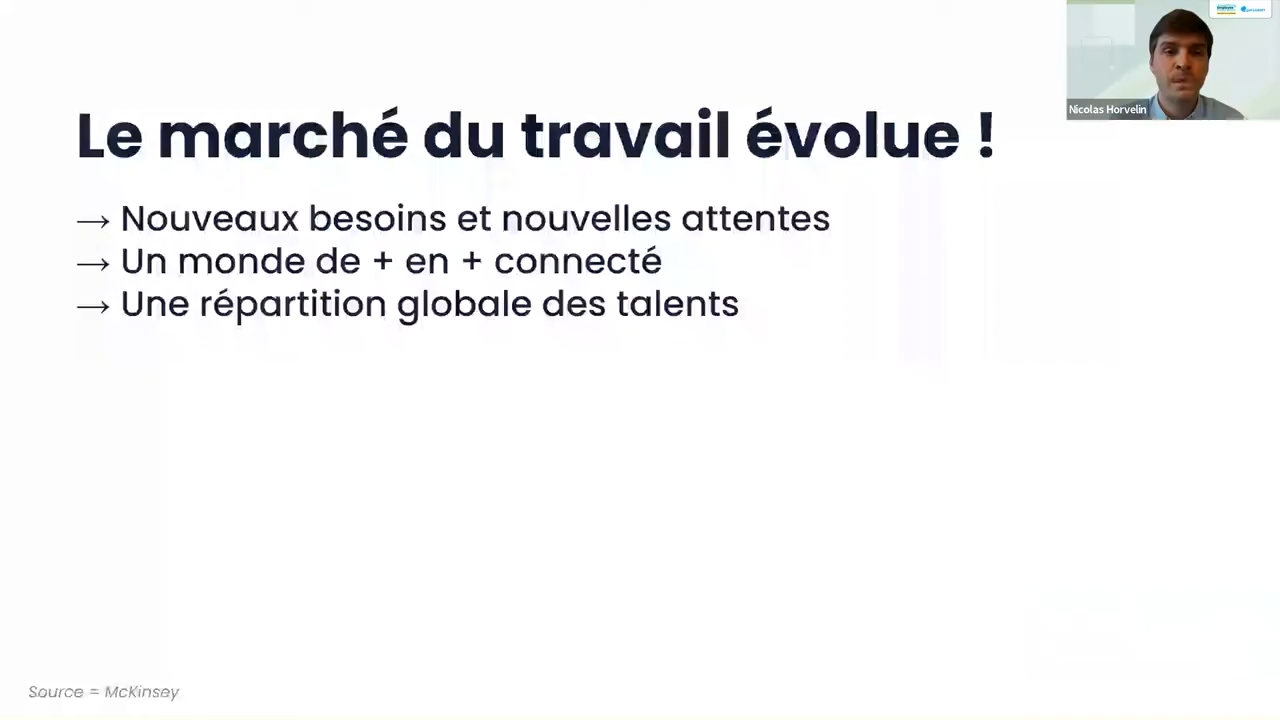 Le marché du travail évolue !
→ Nouveaux besoins et nouvelles attentes
→ Un monde de + en + connecté
→ Une répartition globale des talents
Nicolas Horvelin
Source = McKinsey